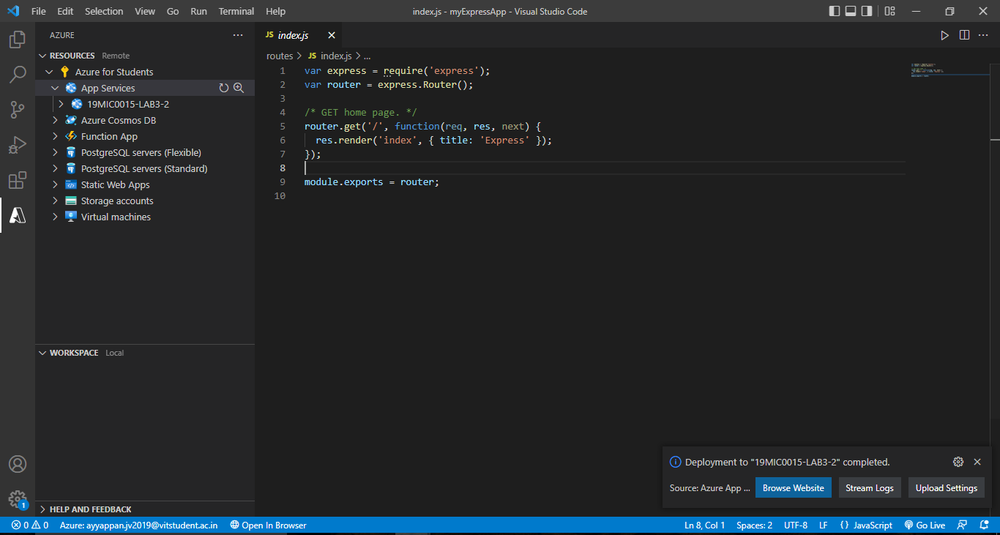 File Edit Selection View Go Run Terminal Help
index.js - myExpressApp - Visual Studio Code
AZURE
RESOURCES Remote
Azure for Students
App Services
19MIC0015-LAB3-2
Azure Cosmos DB
Function App
PostgreSQL servers (Flexible)
PostgreSQL servers (Standard)
Static Web Apps
Storage accounts
Virtual machines
WORKSPACE Local
HELP AND FEEDBACK
1
JS index.js
routes > JS index.js > ...
1 var express = require('express');
2 var router = express.Router();
3
4 /* GET home page. */
5 router.get('/', function(req, res, next) {
6 res.render('index', { title: 'Express' });
7 });
8
9 module.exports = router;
10
Deployment to "19MIC0015-LAB3-2" completed.
Source: Azure App ... Browse Website Stream Logs Upload Settings
0 0 Azure: ayyappan.jv2019@vitstudent.ac.in Open In Browser Ln 8, Col 1 Spaces: 2 UTF-8 LF {} JavaScript Go Live